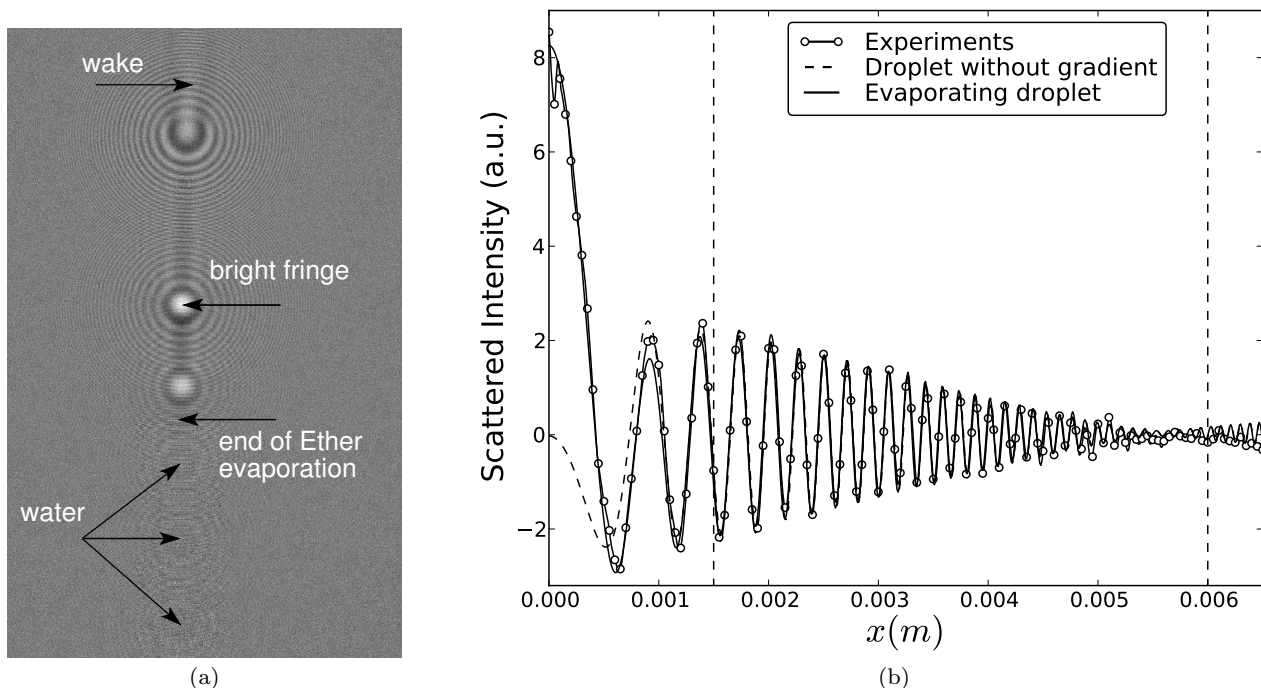 wake
bright fringe
end of Ether
evaporation
water
(a)
Scattered Intensity (a.u.)
8
6
4
2
0
−2
Experiments
Droplet without gradient
Evaporating droplet
0.000 0.001 0.002 0.003 0.004 0.005 0.006
x(m)
(b)